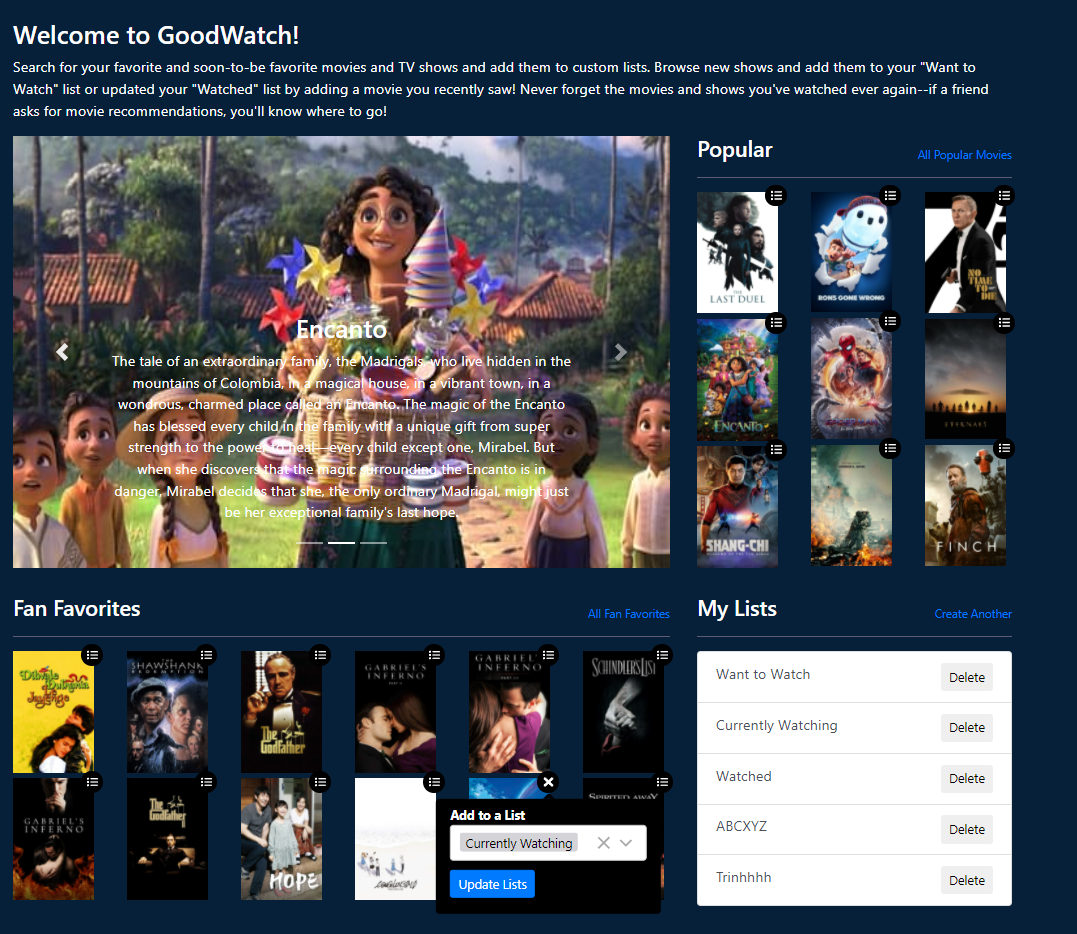 Welcome to GoodWatch!
Search for your favorite and soon-to-be favorite movies and TV shows and add them to custom lists. Browse new shows and add them to your "Want to
Watch" list or updated your "Watched" list by adding a movie you recently saw! Never forget the movies and shows you've watched ever again--if a friend
asks for movie recommendations, you'll know where to go!
Encanto
The tale of an extraordinary family, the Madrigals, who live hidden in the
mountains of Colombia, in a magical house, in a vibrant town, in a
wondrous, charmed place called an Encanto. The magic of the Encanto
has blessed every child in the family with a unique gift from super
strength to the power to heal—every child except one, Mirabel. But
when she discovers that the magic surrounding the Encanto is in
danger, Mirabel decides that she, the only ordinary Madrigal, might just
be her exceptional family's last hope.
Popular
All Popular Movies
THE
LAST DUEL
RONS GONE WRONG
NO
TIME
TO DIE
ENCANTO
ETERNALS
SHANG-CHI
FINCH
Fan Favorites
All Fan Favorites
Dilwale
Dulhania
Jayenge
SHAWSHANK
REDEMPTION
The
Godfather
GABRIEL'S
INFERNO
GABRIEL'S
INFERNO
SCHINDLER'S LIST
GABRIEL'S
INFERNO
The
Godfather
HOPE
SPIRITED AWAY
Add to a List
Currently Watching
Update Lists
My Lists
Create Another
Want to Watch
Delete
Currently Watching
Delete
Watched
Delete
ABCXYZ
Delete
Trinhhhh
Delete